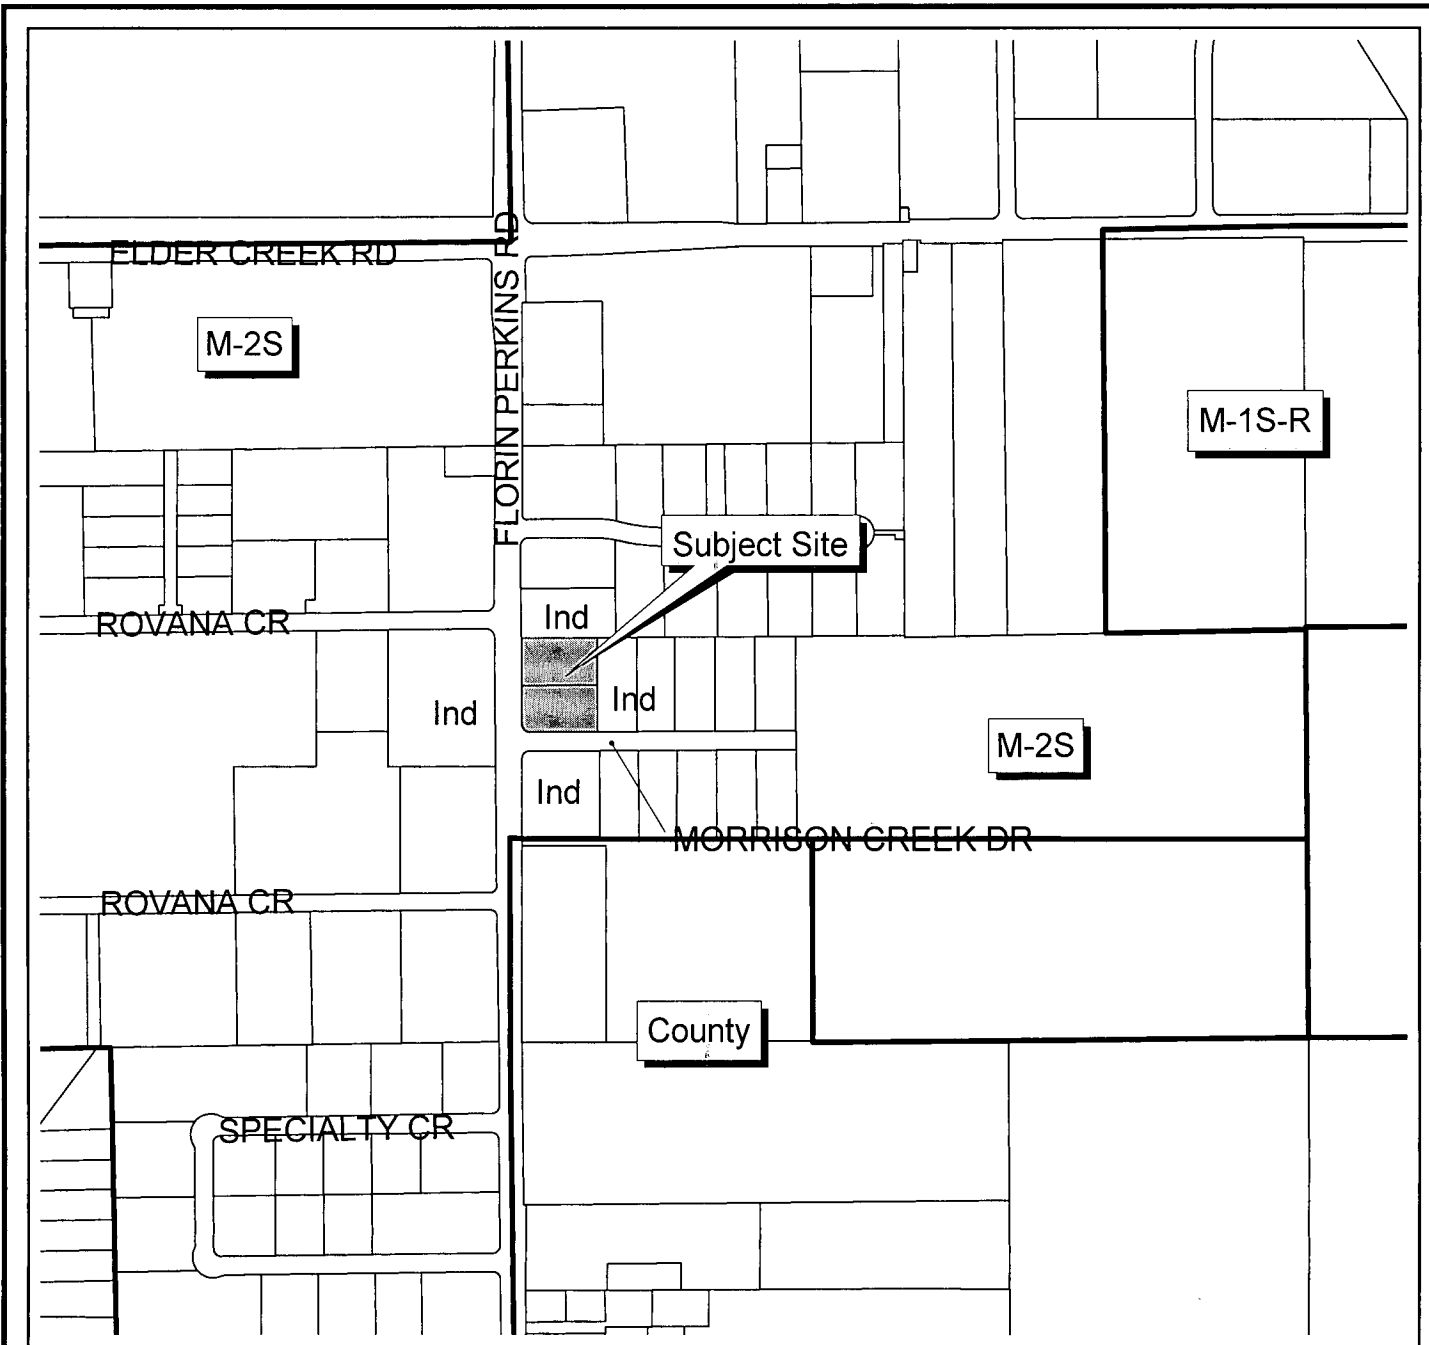 ELDER CREEK RD
FLORIN PERKINS RD
M-2S
M-1S-R
Subject Site
Ind
ROVANA CR
Ind
Ind
M-2S
Ind
MORRISON CREEK DR
ROVANA CR
County
SPECIALTY CR